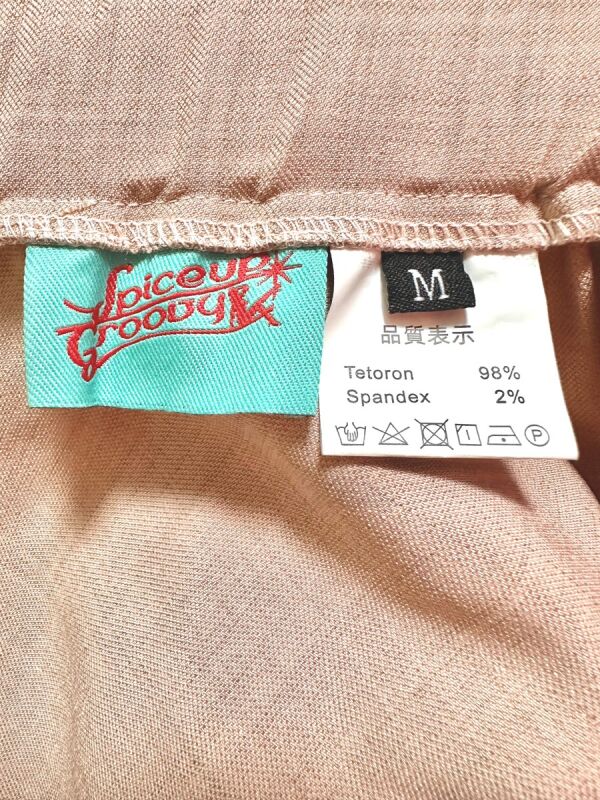 Spiceup
Groovy
M
品質表示
Tetoron 98%
Spandex 2%
P